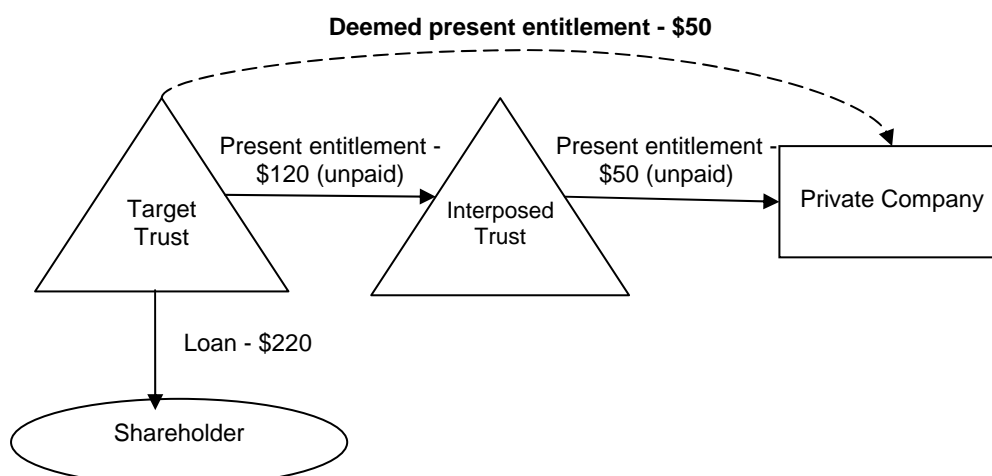 Deemed present entitlement - $50
Present entitlement -
$120 (unpaid)
Present entitlement -
$50 (unpaid)
Target
Trust
Interposed
Trust
Private Company
Loan - $220
Shareholder